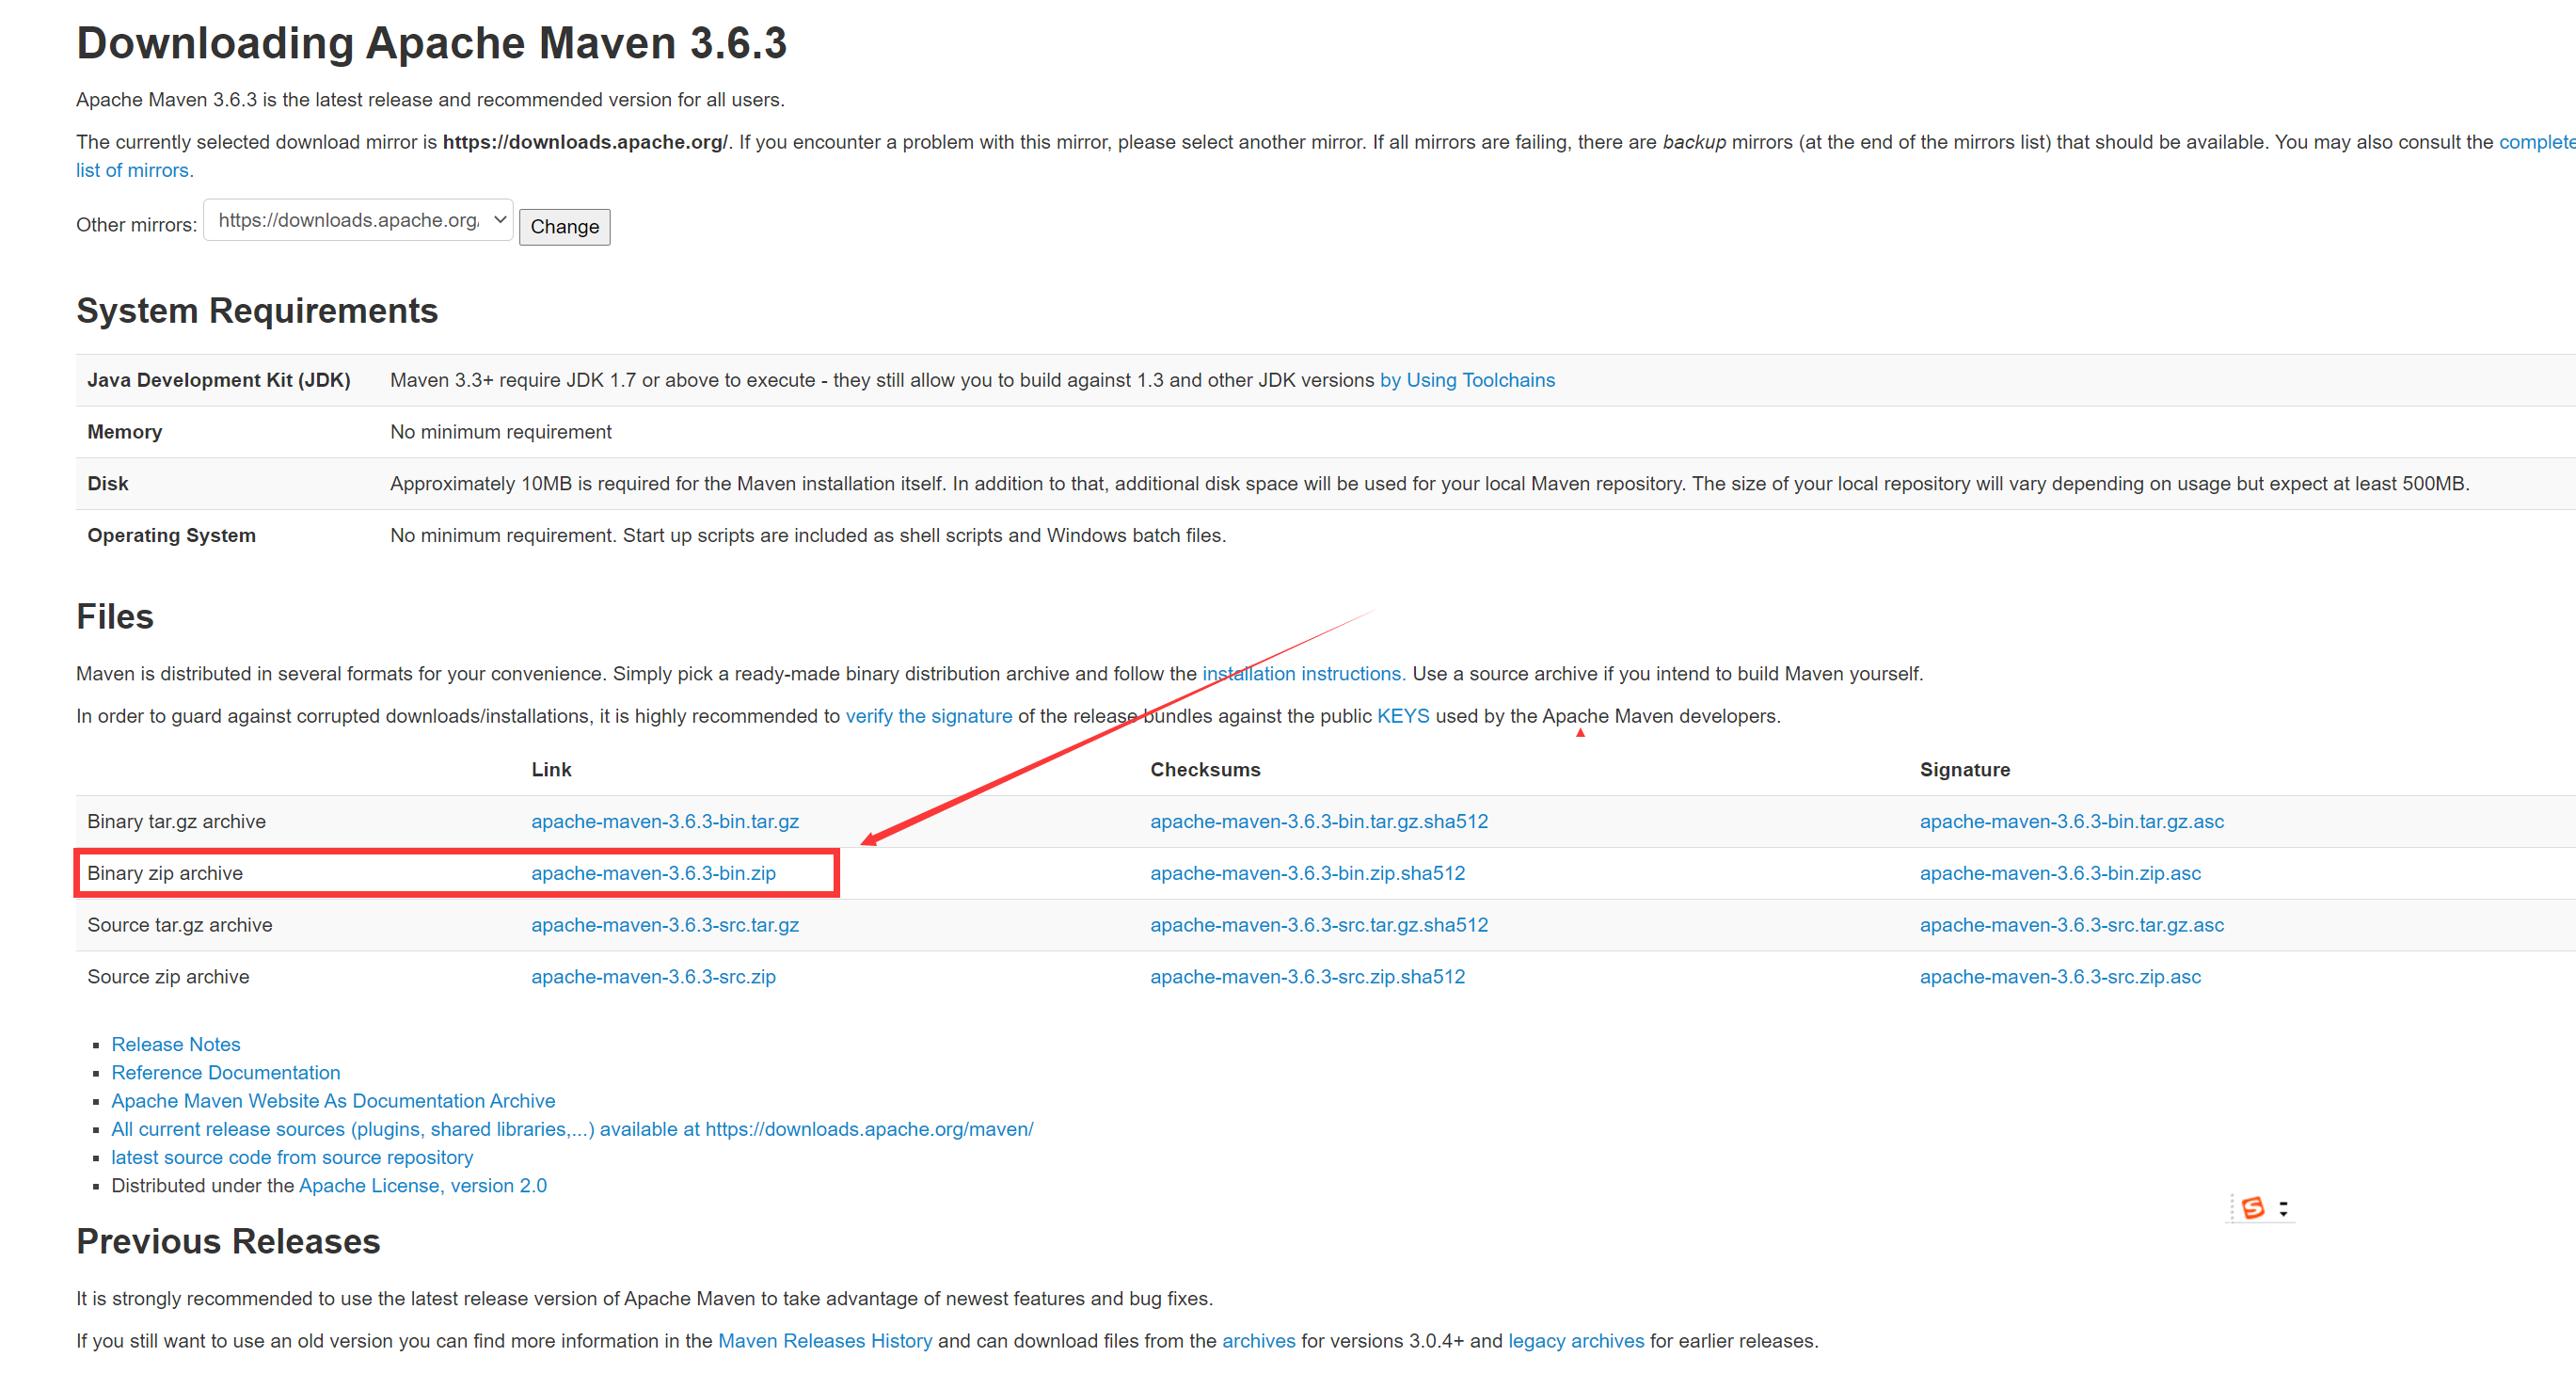 Downloading Apache Maven 3.6.3
Apache Maven 3.6.3 is the latest release and recommended version for all users.
The currently selected download mirror is https://downloads.apache.org/. If you encounter a problem with this mirror, please select another mirror. If all mirrors are failing, there are backup mirrors (at the end of the mirrors list) that should be available. You may also consult the complete
list of mirrors.
Other mirrors: https://downloads.apache.org/ Change
System Requirements
Java Development Kit (JDK) Maven 3.3+ require JDK 1.7 or above to execute - they still allow you to build against 1.3 and other JDK versions by Using Toolchains
Memory No minimum requirement
Disk Approximately 10MB is required for the Maven installation itself. In addition to that, additional disk space will be used for your local Maven repository. The size of your local repository will vary depending on usage but expect at least 500MB.
Operating System No minimum requirement. Start up scripts are included as shell scripts and Windows batch files.
Files
Maven is distributed in several formats for your convenience. Simply pick a ready-made binary distribution archive and follow the installation instructions. Use a source archive if you intend to build Maven yourself.
In order to guard against corrupted downloads/installations, it is highly recommended to verify the signature of the release bundles against the public KEYS used by the Apache Maven developers.
Link Checksums Signature
Binary tar.gz archive apache-maven-3.6.3-bin.tar.gz apache-maven-3.6.3-bin.tar.gz.sha512 apache-maven-3.6.3-bin.tar.gz.asc
Binary zip archive apache-maven-3.6.3-bin.zip apache-maven-3.6.3-bin.zip.sha512 apache-maven-3.6.3-bin.zip.asc
Source tar.gz archive apache-maven-3.6.3-src.tar.gz apache-maven-3.6.3-src.tar.gz.sha512 apache-maven-3.6.3-src.tar.gz.asc
Source zip archive apache-maven-3.6.3-src.zip apache-maven-3.6.3-src.zip.sha512 apache-maven-3.6.3-src.zip.asc
Release Notes
Reference Documentation
Apache Maven Website As Documentation Archive
All current release sources (plugins, shared libraries,...) available at https://downloads.apache.org/maven/
latest source code from source repository
Distributed under the Apache License, version 2.0
S
Previous Releases
It is strongly recommended to use the latest release version of Apache Maven to take advantage of newest features and bug fixes.
If you still want to use an old version you can find more information in the Maven Releases History and can download files from the archives for versions 3.0.4+ and legacy archives for earlier releases.